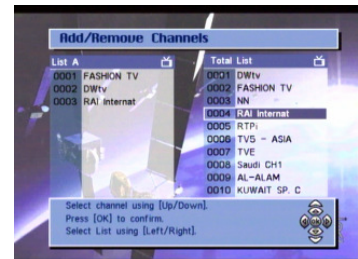 Add/Remove Channels
List A
0001 FASHION TV
0002 DWtv
0003 RAI Internat
Total List
0001 DWtv
0002 FASHION TV
0003 NN
0004 RAI Internat
0005 RTPi
0006 TV5 - ASIA
0007 TVE
0008 Saudi CH1
0009 AL-ALAM
0010 KUWAIT SP. C
Select channel using [Up/Down].
Press [OK] to confirm.
Select List using [Left/Right].